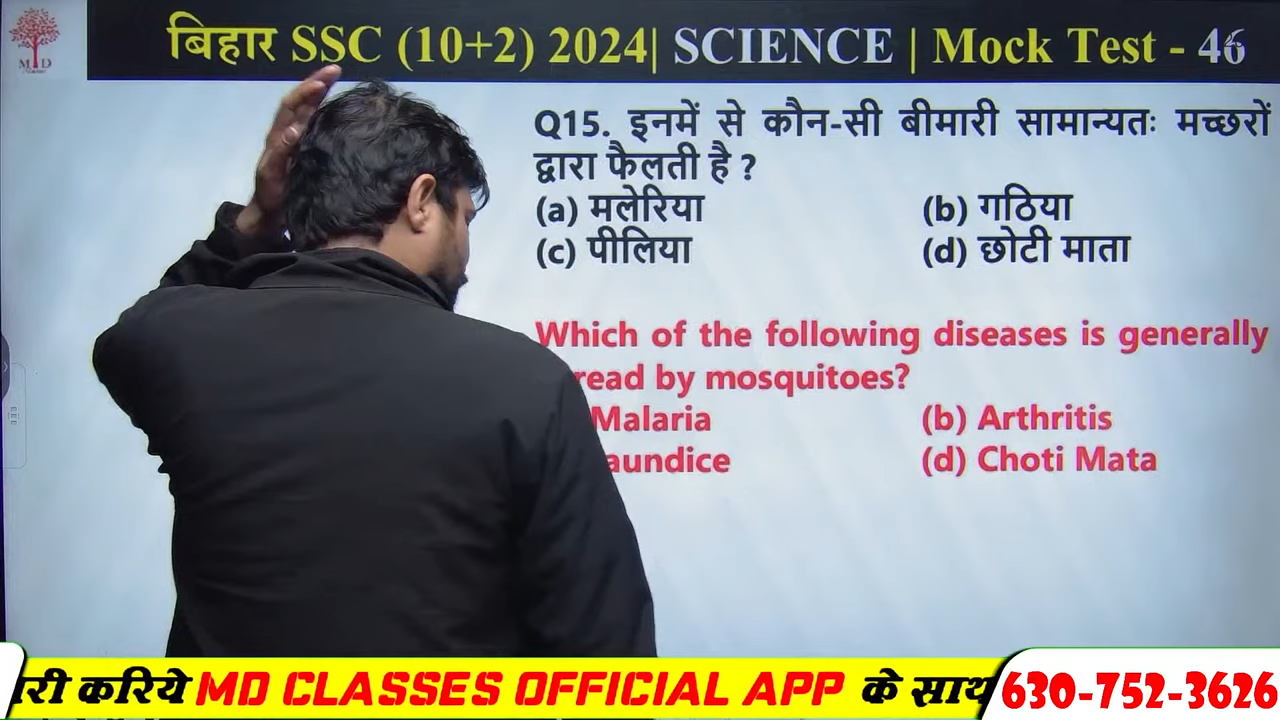 बिहार SSC (10+2) 2024| SCIENCE | Mock Test - 46
MD
Q15. इनमें से कौन-सी बीमारी सामान्यतः मच्छरों
द्वारा फैलती है ?
(a) मलेरिया (b) गठिया
(c) पीलिया (d) छोटी माता
Which of the following diseases is generally
read by mosquitoes?
Malaria (b) Arthritis
aundice (d) Choti Mata
री करिये MD CLASSES OFFICIAL APP के साथ 630-752-3626